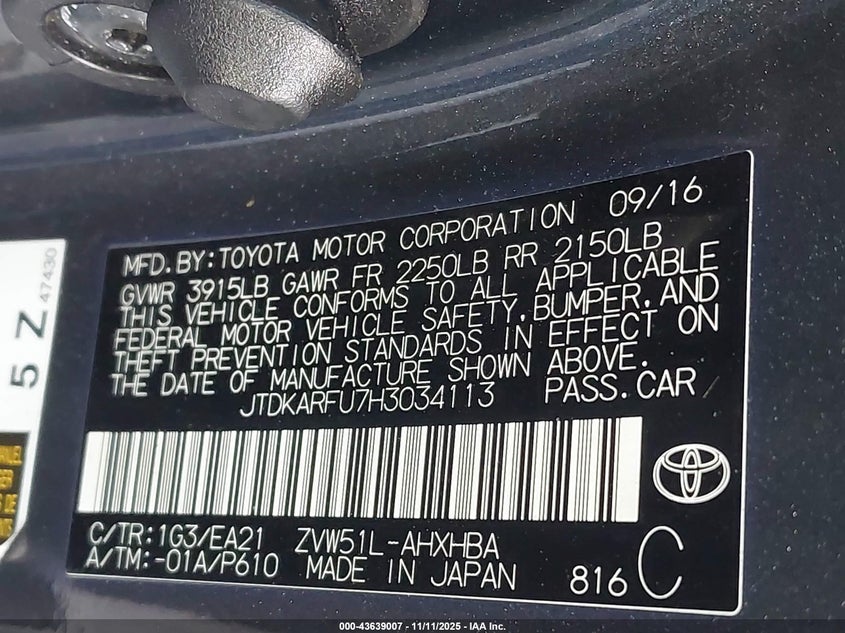 MFD.BY:TOYOTA MOTOR CORPORATION 09/16
GVWR 3915LB GAWR FR 2250LB RR 2150LB
THIS VEHICLE CONFORMS TO ALL APPLICABLE
FEDERAL MOTOR VEHICLE SAFETY,BUMPER,AND
THEFT PREVENTION STANDARDS IN EFFECT ON
THE DATE OF MANUFACTURE SHOWN ABOVE.
JTDKARFU7H3034113 PASS.CAR
C/TR:1G3/EA21 ZVW51L-AHXHBA
A/TM:-01A/P610 MADE IN JAPAN 816 C
5 Z
47430
000-43639007 - 11/11/2025 - IAA Inc.